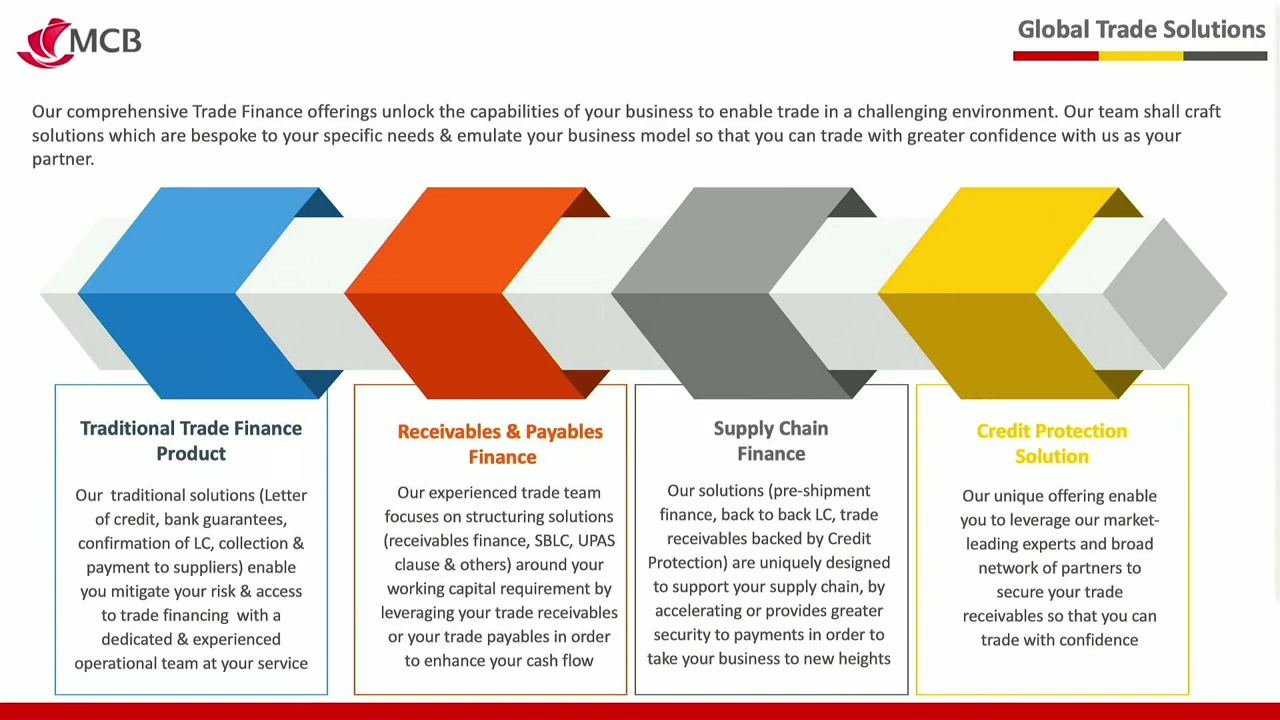 MCB
Global Trade Solutions
Our comprehensive Trade Finance offerings unlock the capabilities of your business to enable trade in a challenging environment. Our team shall craft
solutions which are bespoke to your specific needs & emulate your business model so that you can trade with greater confidence with us as your
partner.
Traditional Trade Finance
Product
Our traditional solutions (Letter
of credit, bank guarantees,
confirmation of LC, collection &
payment to suppliers) enable
you mitigate your risk & access
to trade financing with a
dedicated & experienced
operational team at your service
Receivables & Payables
Finance
Our experienced trade team
focuses on structuring solutions
(receivables finance, SBLC, UPAS
clause & others) around your
working capital requirement by
leveraging your trade receivables
or your trade payables in order
to enhance your cash flow
Supply Chain
Finance
Our solutions (pre-shipment
finance, back to back LC, trade
receivables backed by Credit
Protection) are uniquely designed
to support your supply chain, by
accelerating or provides greater
security to payments in order to
take your business to new heights
Credit Protection
Solution
Our unique offering enable
you to leverage our market-
leading experts and broad
network of partners to
secure your trade
receivables so that you can
trade with confidence